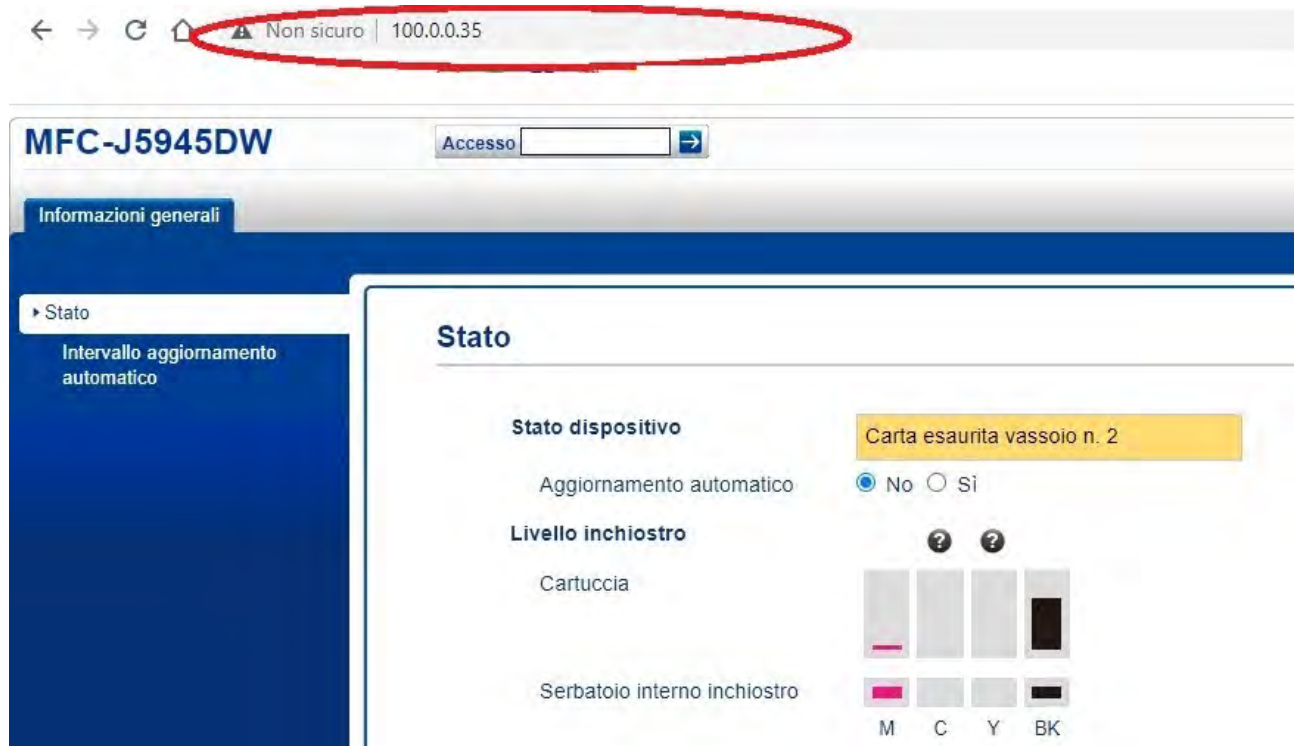 Non sicuro | 100.0.0.35
MFC-J5945DW
Accesso
Informazioni generali
Stato
Intervallo aggiornamento
automatico
Stato
Stato dispositivo Carta esaurita vassoio n. 2
Aggiornamento automatico No Sì
Livello inchiostro ? ?
Cartuccia
Serbatoio interno inchiostro
M C Y BK